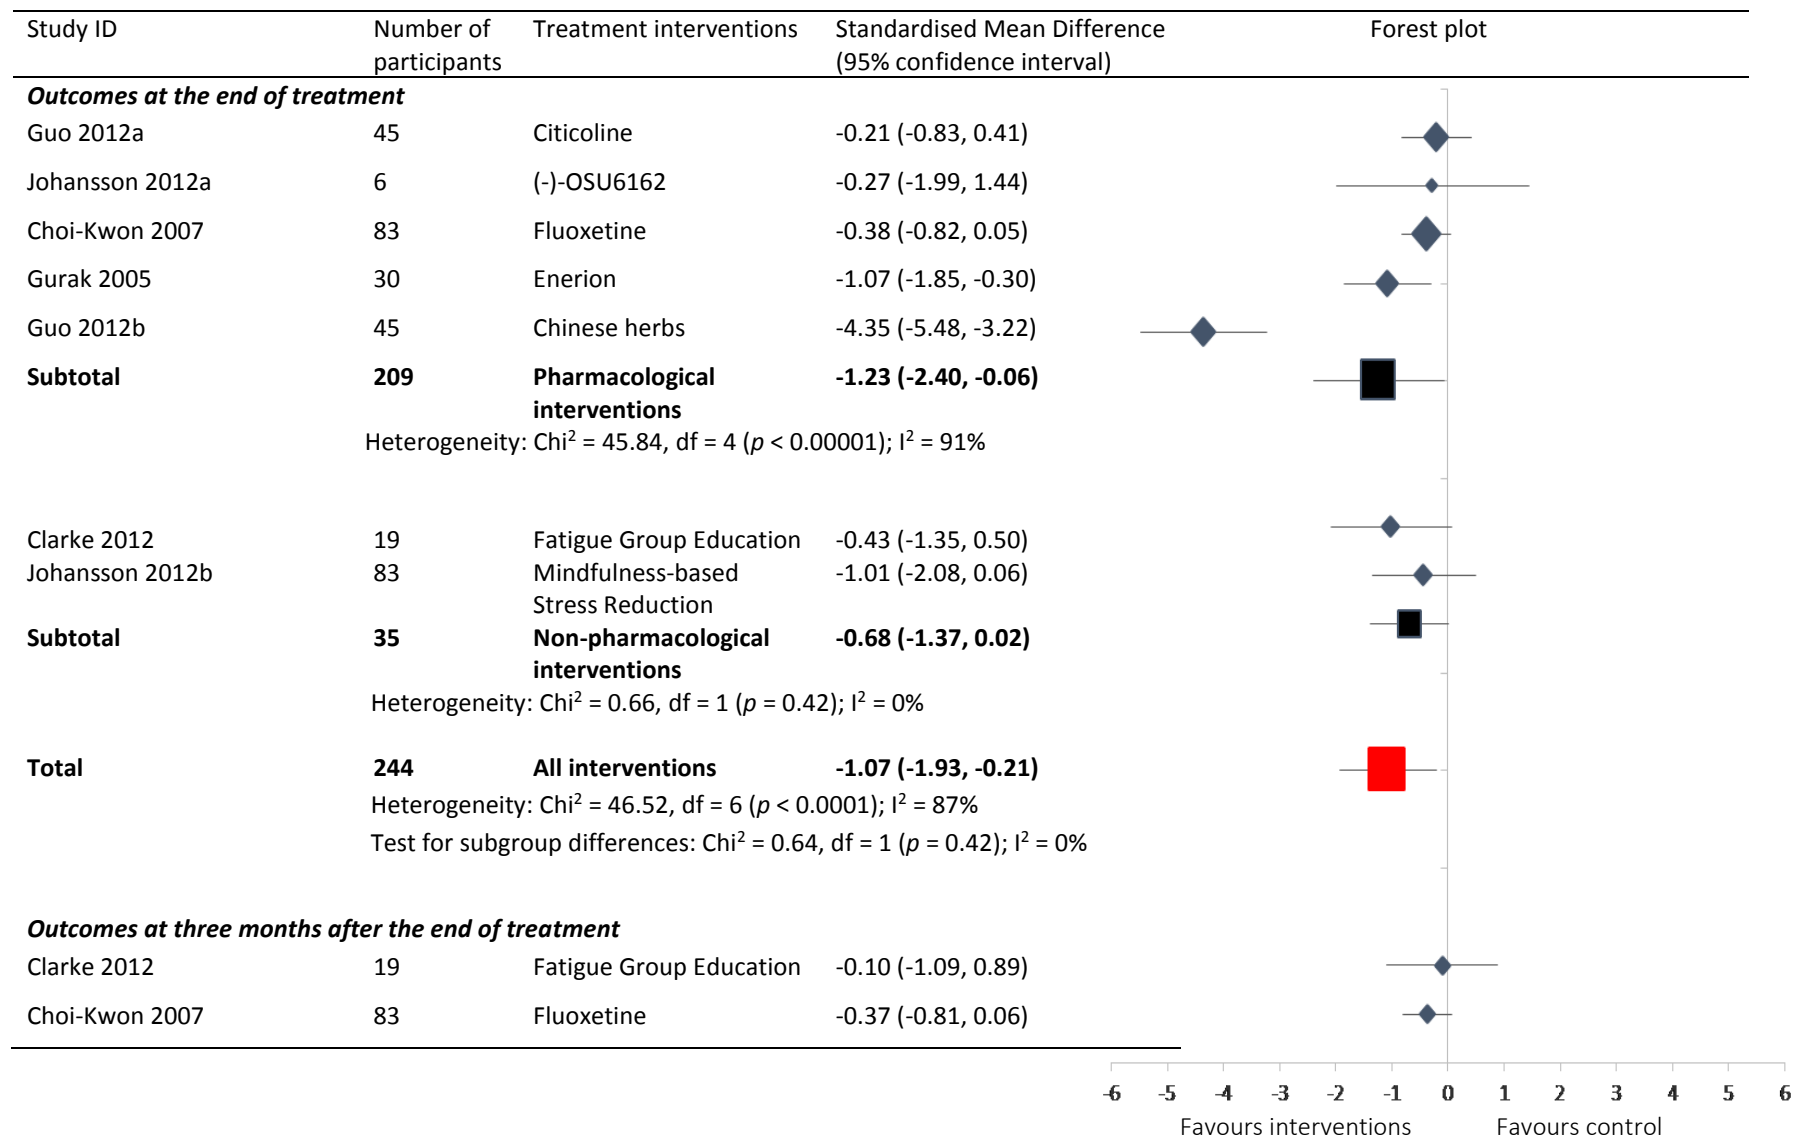 Study ID Number of participants Treatment interventions Standardised Mean Difference (95% confidence interval) Forest plot
Outcomes at the end of treatment
Guo 2012a 45 Citicoline -0.21 (-0.83, 0.41)
Johansson 2012a 6 (-)-OSU6162 -0.27 (-1.99, 1.44)
Choi-Kwon 2007 83 Fluoxetine -0.38 (-0.82, 0.05)
Gurak 2005 30 Enerion -1.07 (-1.85, -0.30)
Guo 2012b 45 Chinese herbs -4.35 (-5.48, -3.22)
Subtotal 209 Pharmacological interventions -1.23 (-2.40, -0.06)
Heterogeneity: Chi² = 45.84, df = 4 (p < 0.00001); I² = 91%
Clarke 2012 19 Fatigue Group Education -0.43 (-1.35, 0.50)
Johansson 2012b 83 Mindfulness-based Stress Reduction -1.01 (-2.08, 0.06)
Subtotal 35 Non-pharmacological interventions -0.68 (-1.37, 0.02)
Heterogeneity: Chi² = 0.66, df = 1 (p = 0.42); I² = 0%
Total 244 All interventions -1.07 (-1.93, -0.21)
Heterogeneity: Chi² = 46.52, df = 6 (p < 0.0001); I² = 87%
Test for subgroup differences: Chi² = 0.64, df = 1 (p = 0.42); I² = 0%
Outcomes at three months after the end of treatment
Clarke 2012 19 Fatigue Group Education -0.10 (-1.09, 0.89)
Choi-Kwon 2007 83 Fluoxetine -0.37 (-0.81, 0.06)
-6 -5 -4 -3 -2 -1 0 1 2 3 4 5 6
Favours interventions Favours control